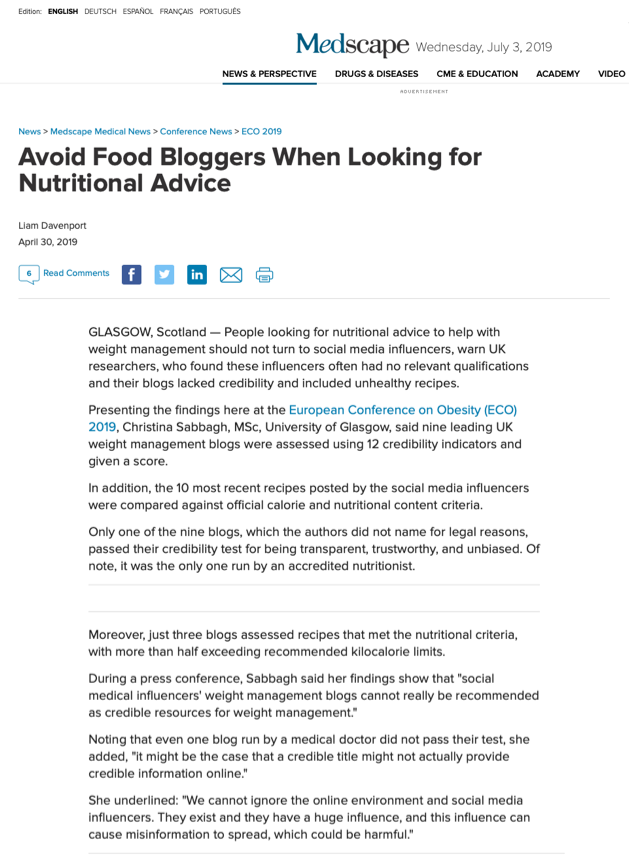 Edition: ENGLISH DEUTSCH ESPAÑOL FRANÇAIS PORTUGUÊS
Medscape Wednesday, July 3, 2019
NEWS & PERSPECTIVE DRUGS & DISEASES CME & EDUCATION ACADEMY VIDEO
ADVERTISEMENT
News > Medscape Medical News > Conference News > ECO 2019
Avoid Food Bloggers When Looking for
Nutritional Advice
Liam Davenport
April 30, 2019
6 Read Comments f in
GLASGOW, Scotland — People looking for nutritional advice to help with
weight management should not turn to social media influencers, warn UK
researchers, who found these influencers often had no relevant qualifications
and their blogs lacked credibility and included unhealthy recipes.
Presenting the findings here at the European Conference on Obesity (ECO)
2019, Christina Sabbagh, MSc, University of Glasgow, said nine leading UK
weight management blogs were assessed using 12 credibility indicators and
given a score.
In addition, the 10 most recent recipes posted by the social media influencers
were compared against official calorie and nutritional content criteria.
Only one of the nine blogs, which the authors did not name for legal reasons,
passed their credibility test for being transparent, trustworthy, and unbiased. Of
note, it was the only one run by an accredited nutritionist.
Moreover, just three blogs assessed recipes that met the nutritional criteria,
with more than half exceeding recommended kilocalorie limits.
During a press conference, Sabbagh said her findings show that "social
medical influencers' weight management blogs cannot really be recommended
as credible resources for weight management."
Noting that even one blog run by a medical doctor did not pass their test, she
added, "it might be the case that a credible title might not actually provide
credible information online."
She underlined: "We cannot ignore the online environment and social media
influencers. They exist and they have a huge influence, and this influence can
cause misinformation to spread, which could be harmful."